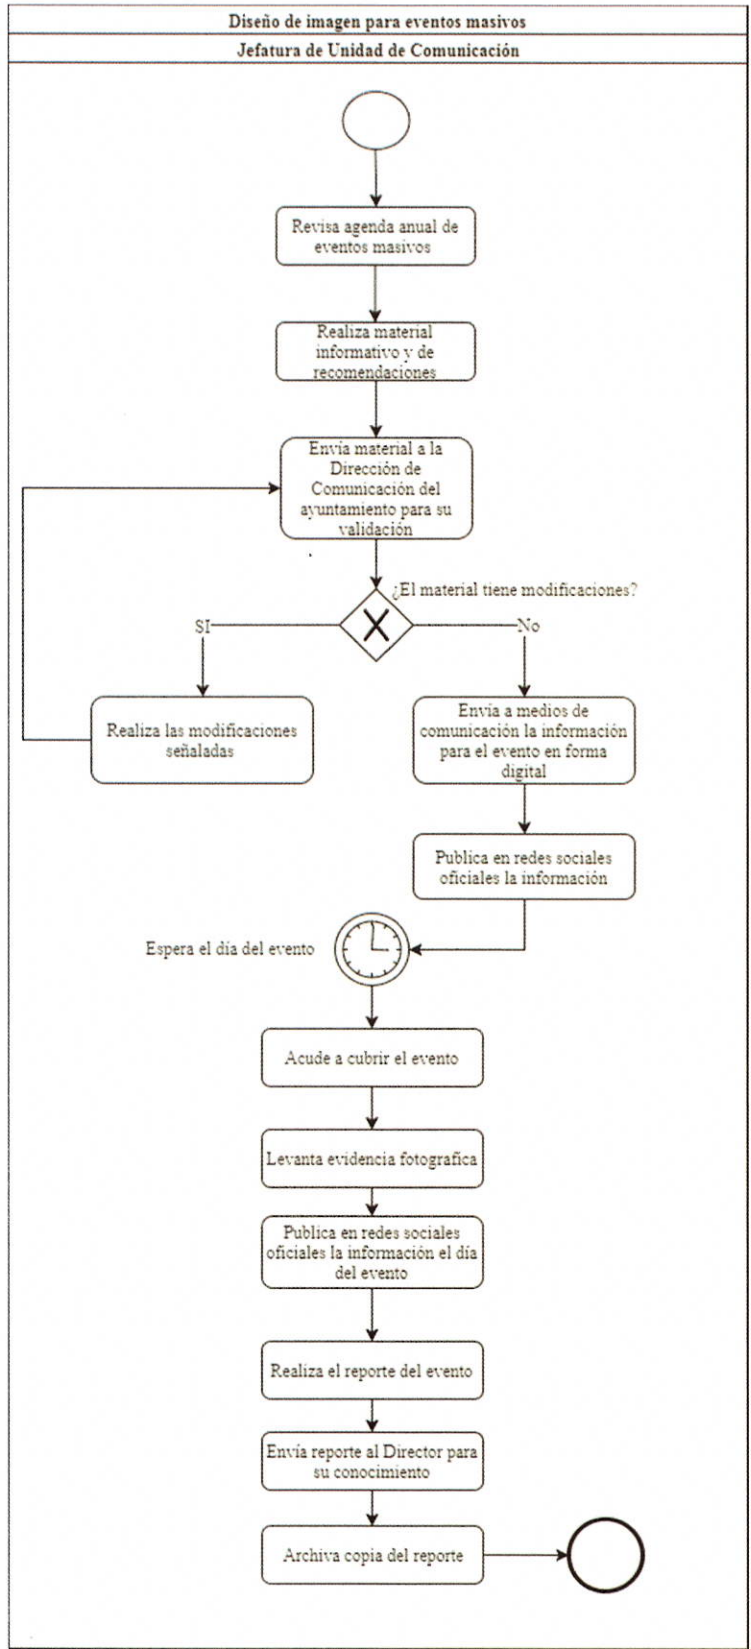 Diseño de imagen para eventos masivos
Jefatura de Unidad de Comunicación
Revisa agenda anual de
eventos masivos
Realiza material
informativo y de
recomendaciones
Envía material a la
Dirección de
Comunicación del
ayuntamiento para su
validación
¿El material tiene modificaciones?
SI
No
Realiza las modificaciones
señaladas
Envía a medios de
comunicación la información
para el evento en forma
digital
Publica en redes sociales
oficiales la información
Espera el día del evento
Acude a cubrir el evento
Levanta evidencia fotografica
Publica en redes sociales
oficiales la información el día
del evento
Realiza el reporte del evento
Envía reporte al Director para
su conocimiento
Archiva copia del reporte